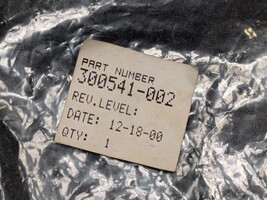 PART NUMBER
300541-002
REV.LEVEL:
DATE: 12-18-00
QTY: 1